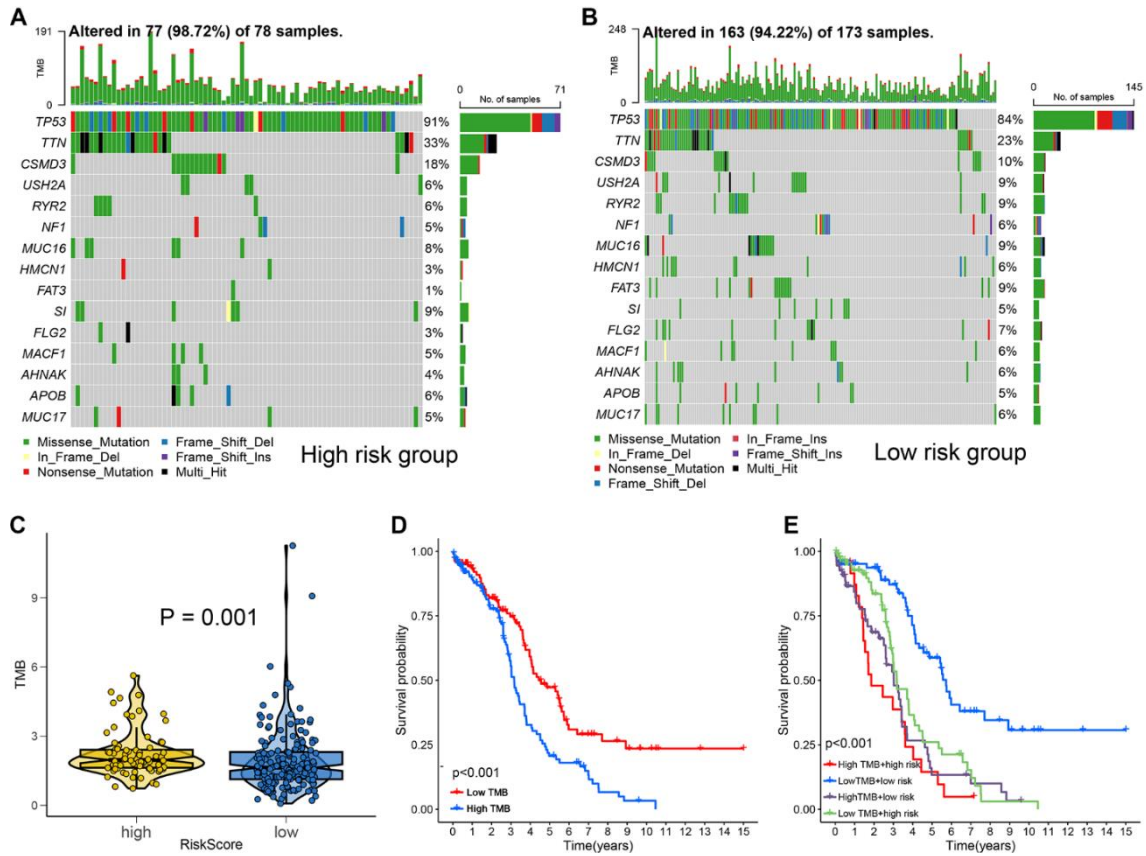 A
Altered in 77 (98.72%) of 78 samples.
191
TMB
0
No. of samples
0 71
TP53 91%
TTN 33%
CSMD3 18%
USH2A 6%
RYR2 6%
NF1 5%
MUC16 8%
HMCN1 3%
FAT3 1%
SI 9%
FLG2 3%
MACF1 5%
AHNAK 4%
APOB 6%
MUC17 5%
Missense_Mutation Frame_Shift_Del
In_Frame_Del Frame_Shift_Ins
Nonsense_Mutation Multi_Hit
High risk group
B
Altered in 163 (94.22%) of 173 samples.
248
TMB
0
No. of samples
0 145
TP53 84%
TTN 23%
CSMD3 10%
USH2A 9%
RYR2 9%
NF1 6%
MUC16 9%
HMCN1 6%
FAT3 9%
SI 5%
FLG2 7%
MACF1 6%
AHNAK 6%
APOB 5%
MUC17 6%
Missense_Mutation In_Frame_Ins
In_Frame_Del Frame_Shift_Ins
Nonsense_Mutation Multi_Hit
Frame_Shift_Del
Low risk group
C
P = 0.001
TMB
9
6
3
0
high low
RiskScore
D
Survival probability
1.00
0.75
0.50
0.25
0.00
p<0.001
Low TMB
High TMB
0 1 2 3 4 5 6 7 8 9 10 11 12 13 14 15
Time(years)
E
Survival probability
1.00
0.75
0.50
0.25
0.00
p<0.001
High TMB+high risk
LowTMB+low risk
HighTMB+low risk
Low TMB+high risk
0 1 2 3 4 5 6 7 8 9 10 11 12 13 14 15
Time(years)